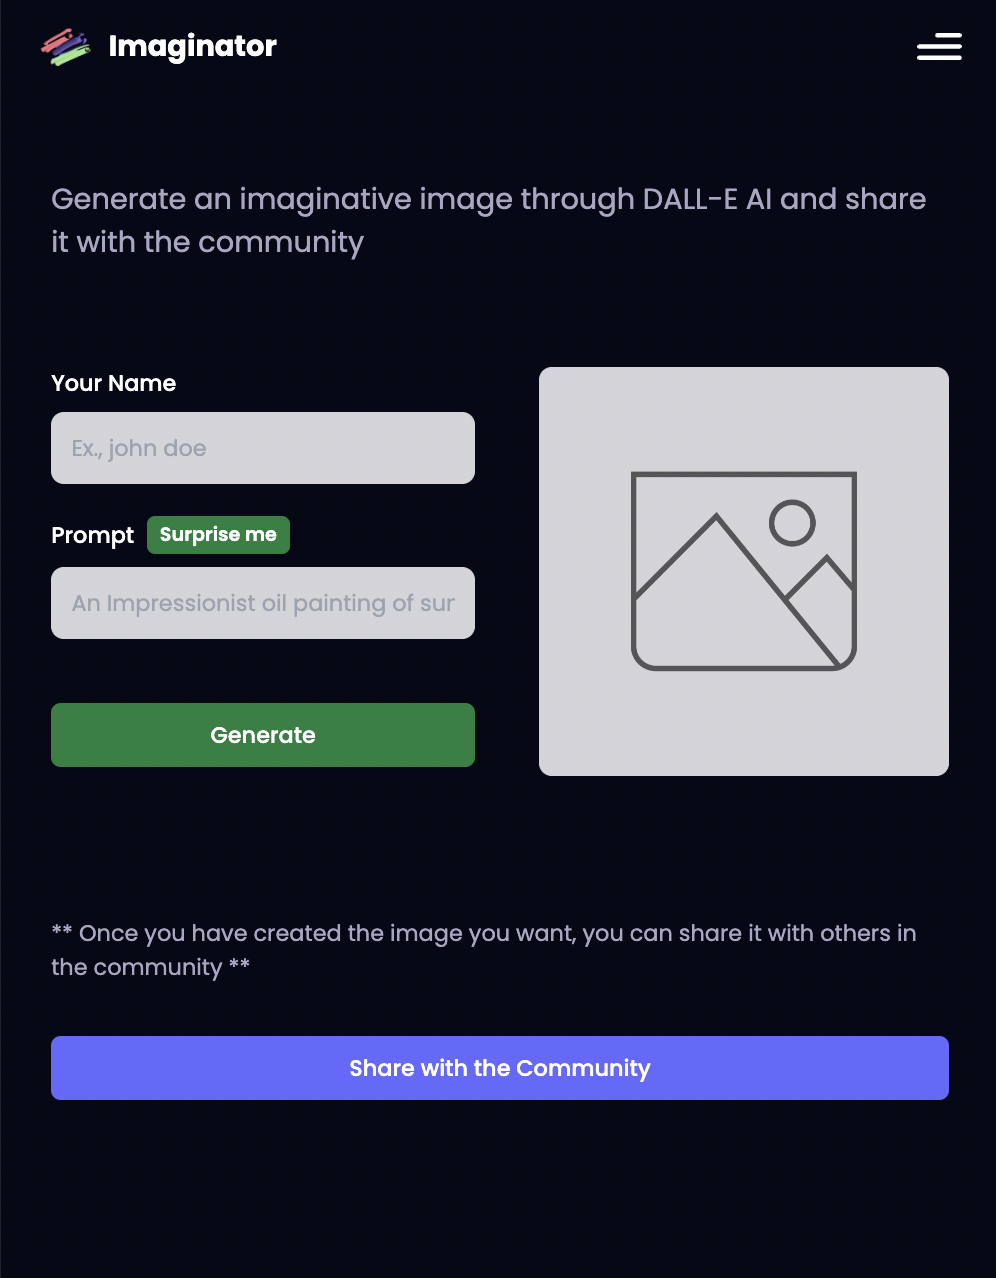 Imaginator
Generate an imaginative image through DALL-E AI and share
it with the community
Your Name
Ex., john doe
Prompt
Surprise me
An Impressionist oil painting of sur
Generate
** Once you have created the image you want, you can share it with others in
the community **
Share with the Community